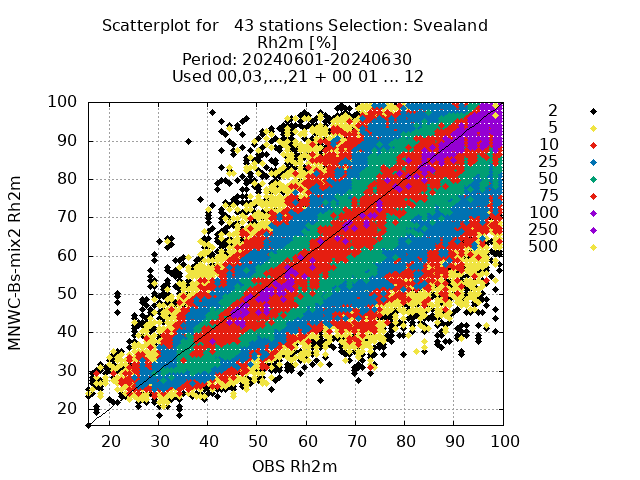 Scatterplot for   43 stations Selection: Svealand
Rh2m [%]
Period: 20240601-20240630
Used 00,03,...,21 + 00 01 ... 12
MNWC-Bs-mix2 Rh2m
100
90
80
70
60
50
40
30
20
20 30 40 50 60 70 80 90 100
OBS Rh2m
2
5
10
25
50
75
100
250
500